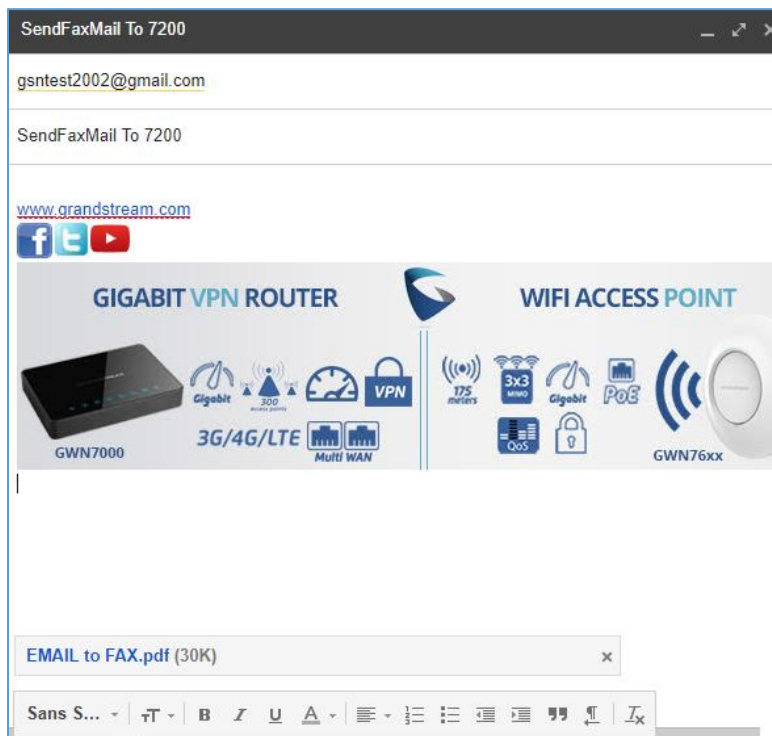 SendFaxMail To 7200
gsntest2002@gmail.com
SendFaxMail To 7200
www.grandstream.com
GIGABIT VPN ROUTER
WIFI ACCESS POINT
Gigabit
300
access points
VPN
175
meters
3x3
MIMO
Gigabit
PoE
3G/4G/LTE
Multi WAN
QoS
GWN7000
GWN76xx
EMAIL to FAX.pdf (30K)
Sans S...